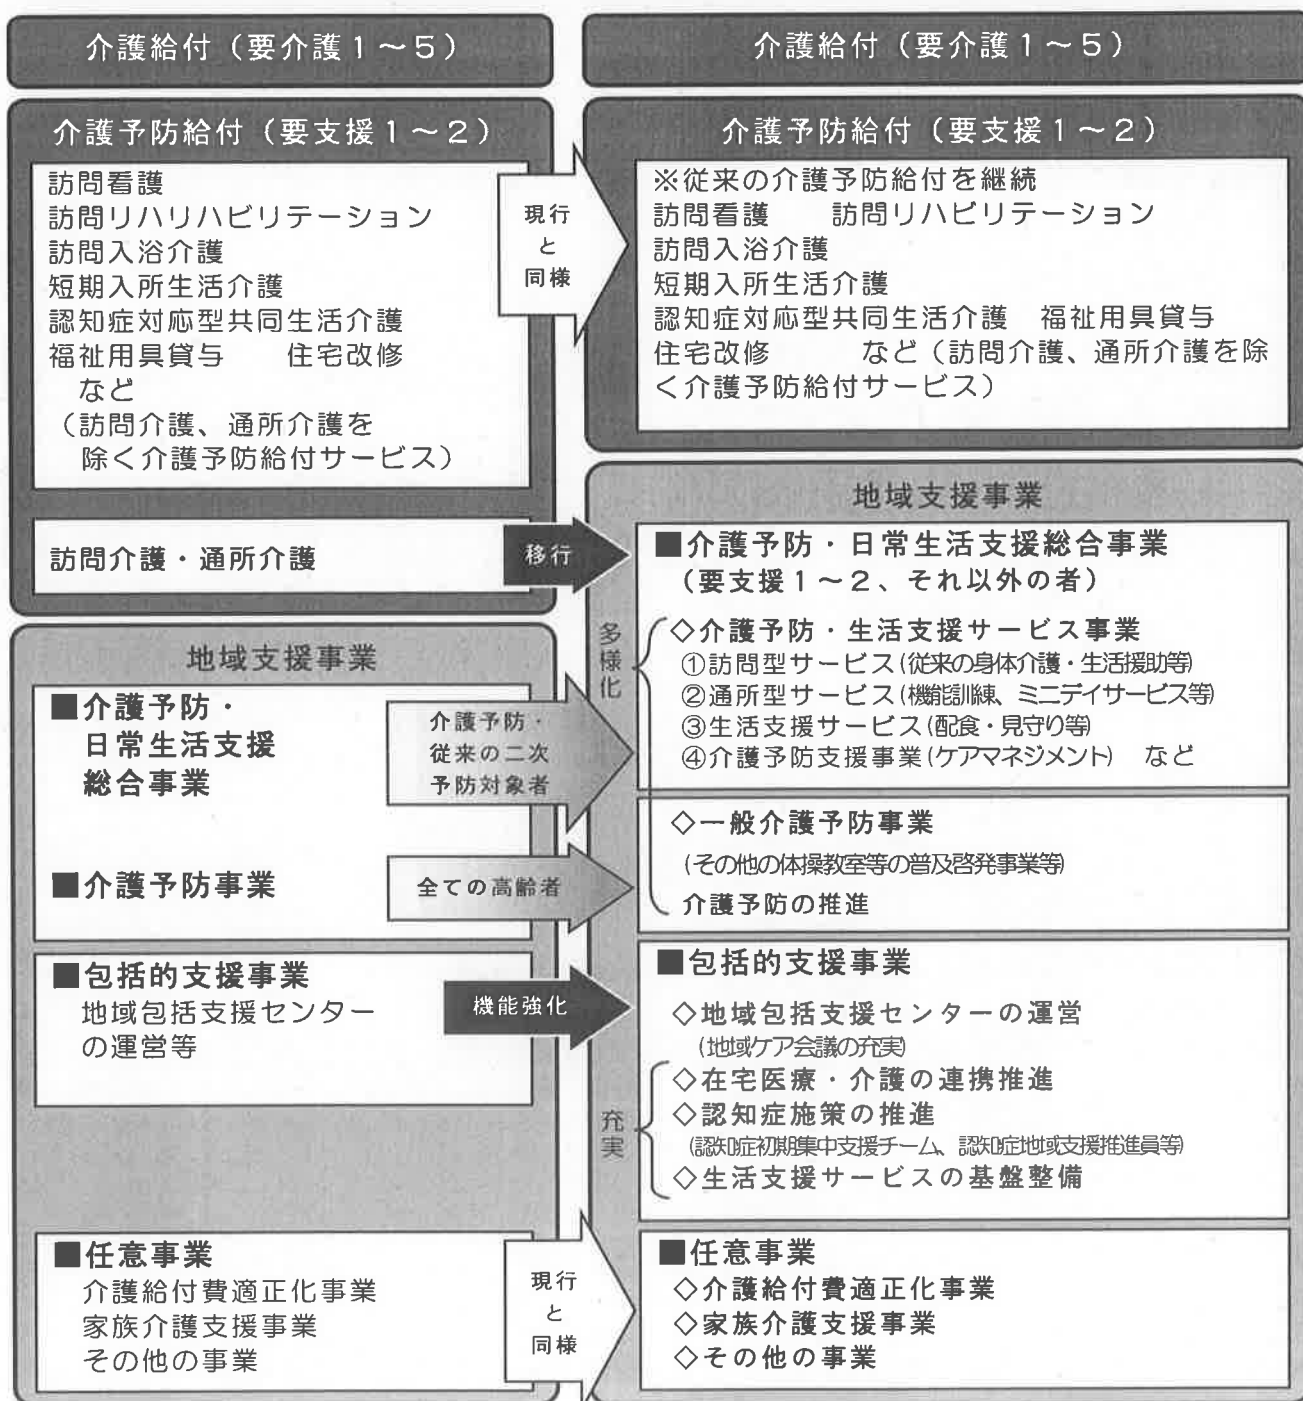 介護給付（要介護１～５）
介護予防給付（要支援１～２）
訪問看護
訪問リハリハビリテーション
訪問入浴介護
短期入所生活介護
認知症対応型共同生活介護
福祉用具貸与　　住宅改修
など
（訪問介護、通所介護を
除く介護予防給付サービス）
訪問介護・通所介護
地域支援事業
■介護予防・
日常生活支援
総合事業
■介護予防事業
■包括的支援事業
地域包括支援センター
の運営等
■任意事業
介護給付費適正化事業
家族介護支援事業
その他の事業
現行
と
同様
移行
介護予防・
従来の二次
予防対象者
全ての高齢者
機能強化
現行
と
同様
介護給付（要介護１～５）
介護予防給付（要支援１～２）
※従来の介護予防給付を継続
訪問看護　　訪問リハビリテーション
訪問入浴介護
短期入所生活介護
認知症対応型共同生活介護　福祉用具貸与
住宅改修　　　など（訪問介護、通所介護を除
く介護予防給付サービス）
地域支援事業
■介護予防・日常生活支援総合事業
（要支援１～２、それ以外の者）
多様化
◇介護予防・生活支援サービス事業
①訪問型サービス(従来の身体介護・生活援助等)
②通所型サービス(機能訓練、ミニデイサービス等)
③生活支援サービス(配食・見守り等)
④介護予防支援事業(ケアマネジメント)　など
◇一般介護予防事業
(その他の体操教室等の普及啓発事業等)
介護予防の推進
■包括的支援事業
◇地域包括支援センターの運営
(地域ケア会議の充実)
充実
◇在宅医療・介護の連携推進
◇認知症施策の推進
(認知症初期集中支援チーム、認知症地域支援推進員等)
◇生活支援サービスの基盤整備
■任意事業
◇介護給付費適正化事業
◇家族介護支援事業
◇その他の事業